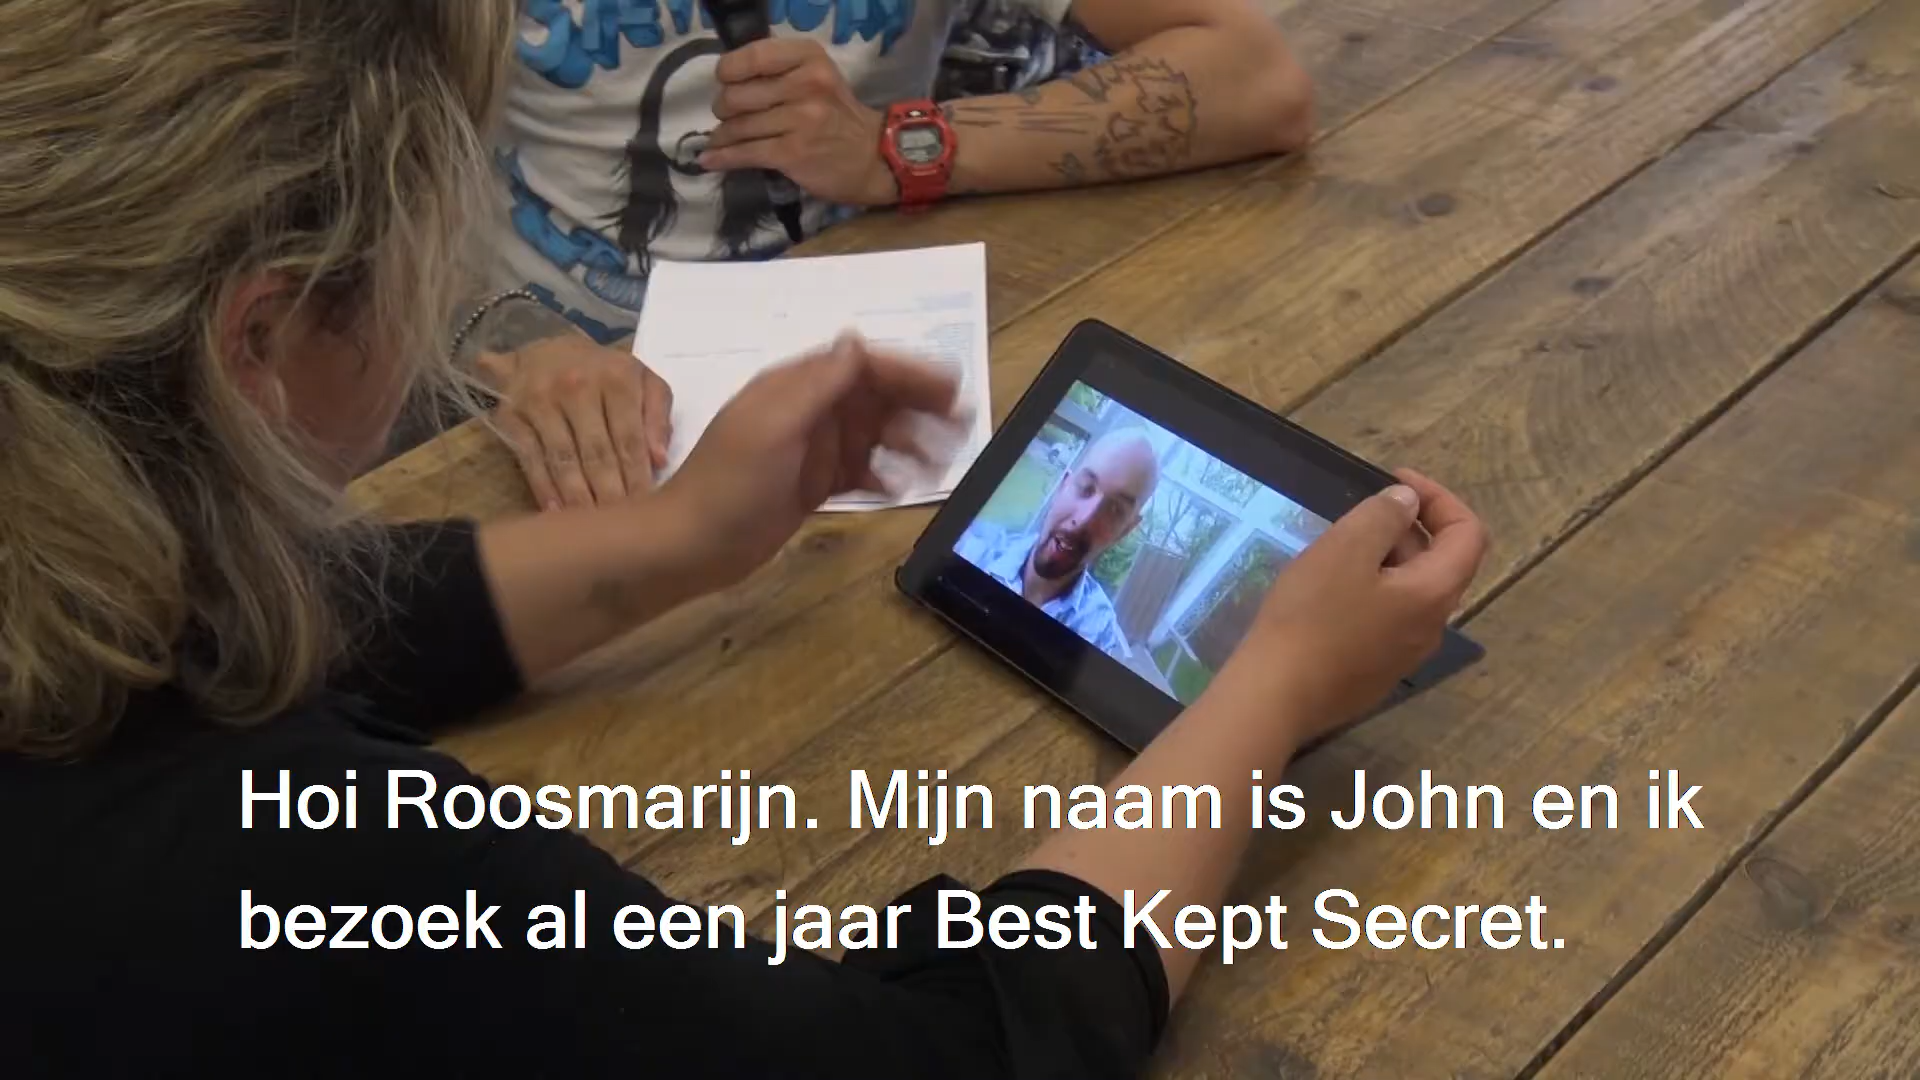 Hoi Roosmarijn. Mijn naam is John en ik
bezoek al een jaar Best Kept Secret.